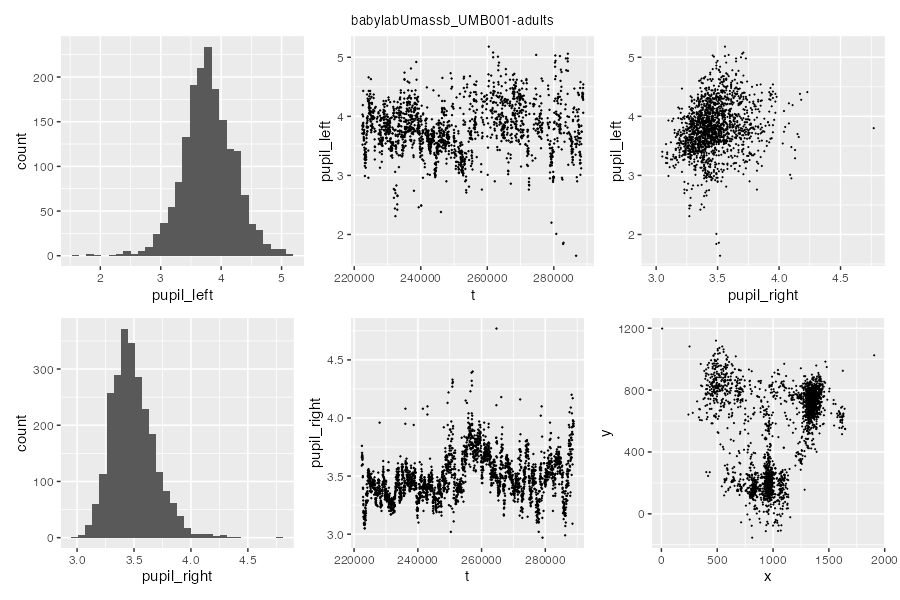 babylabUmassb_UMB001-adults
count
200
150
100
50
0
2 3 4 5
pupil_left
pupil_left
5
4
3
2
220000 240000 260000 280000
t
pupil_left
5
4
3
2
3.0 3.5 4.0 4.5
pupil_right
count
300
200
100
0
3.0 3.5 4.0 4.5
pupil_right
pupil_right
4.5
4.0
3.5
3.0
220000 240000 260000 280000
t
y
1200
800
400
0
0 500 1000 1500 2000
x